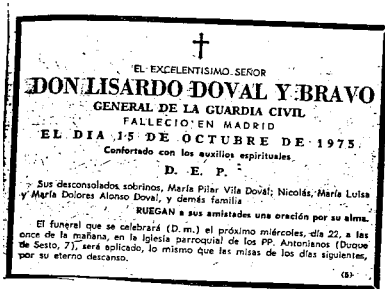 EL EXCELENTISIMO SEÑOR
DON LISARDO DOVAL Y BRAVO
GENERAL DE LA GUARDIA CIVIL
FALLECIO EN MADRID
EL DIA 15 DE OCTUBRE DE 1975
Confortado con los auxilios espirituales
D. E. P.
Sus desconsolados sobrinos, María Pilar Vila Doval; Nicolás, María Luisa
y María Dolores Alonso Doval, y demás familia
RUEGAN a sus amistades una oración por su alma.
El funeral que se celebrará (D. m.) el próximo miércoles, día 22, a las
once de la mañana, en la Iglesia parroquial de los PP. Antonianos (Duque
de Sesto, 7), será aplicado, lo mismo que las misas de los días siguientes,
por su eterno descanso.
(5)